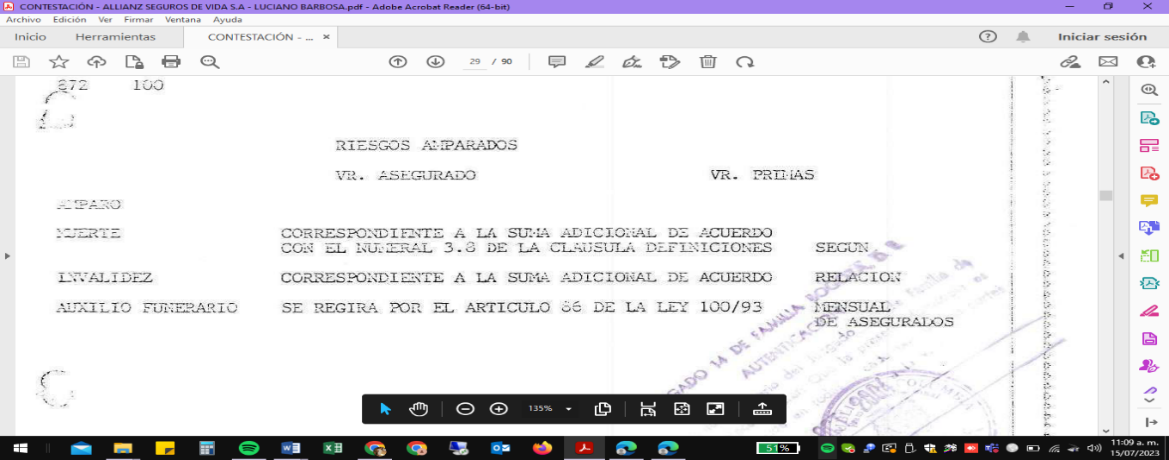 CONTESTACIÓN - ALLIANZ SEGUROS DE VIDA S.A - LUCIANO BARBOSA.pdf - Adobe Acrobat Reader (64-bit)
Archivo Edición Ver Firmar Ventana Ayuda
Inicio Herramientas CONTESTACIÓN - ... × Iniciar sesión
29 / 90
872 100
RIESGOS AMPARADOS
VR. ASEGURADO VR. PRIMAS
AMPARO
MUERTE CORRESPONDIENTE A LA SUMA ADICIONAL DE ACUERDO
CON EL NUMERAL 3.8 DE LA CLAUSULA DEFINICIONES SEGUN
INVALIDEZ CORRESPONDIENTE A LA SUMA ADICIONAL DE ACUERDO RELACION
AUXILIO FUNERARIO SE REGIRA POR EL ARTICULO 86 DE LA LEY 100/93 MENSUAL
DE ASEGURADOS
14 DE FAMILIA BOGOTA
135%
51%
11:09 a. m.
15/07/2023